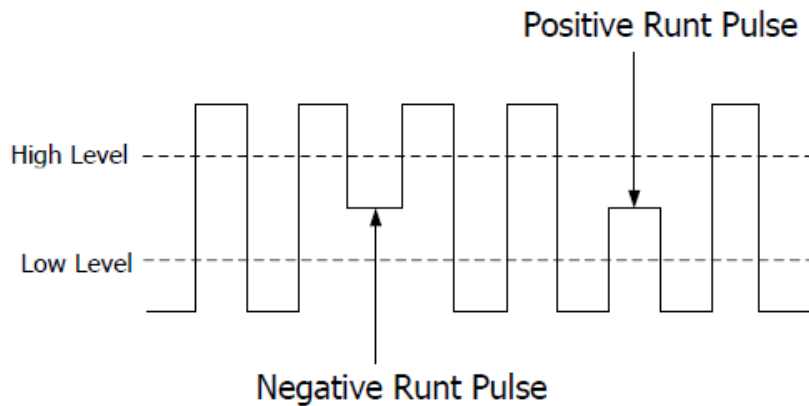 Positive Runt Pulse
High Level
Low Level
Negative Runt Pulse